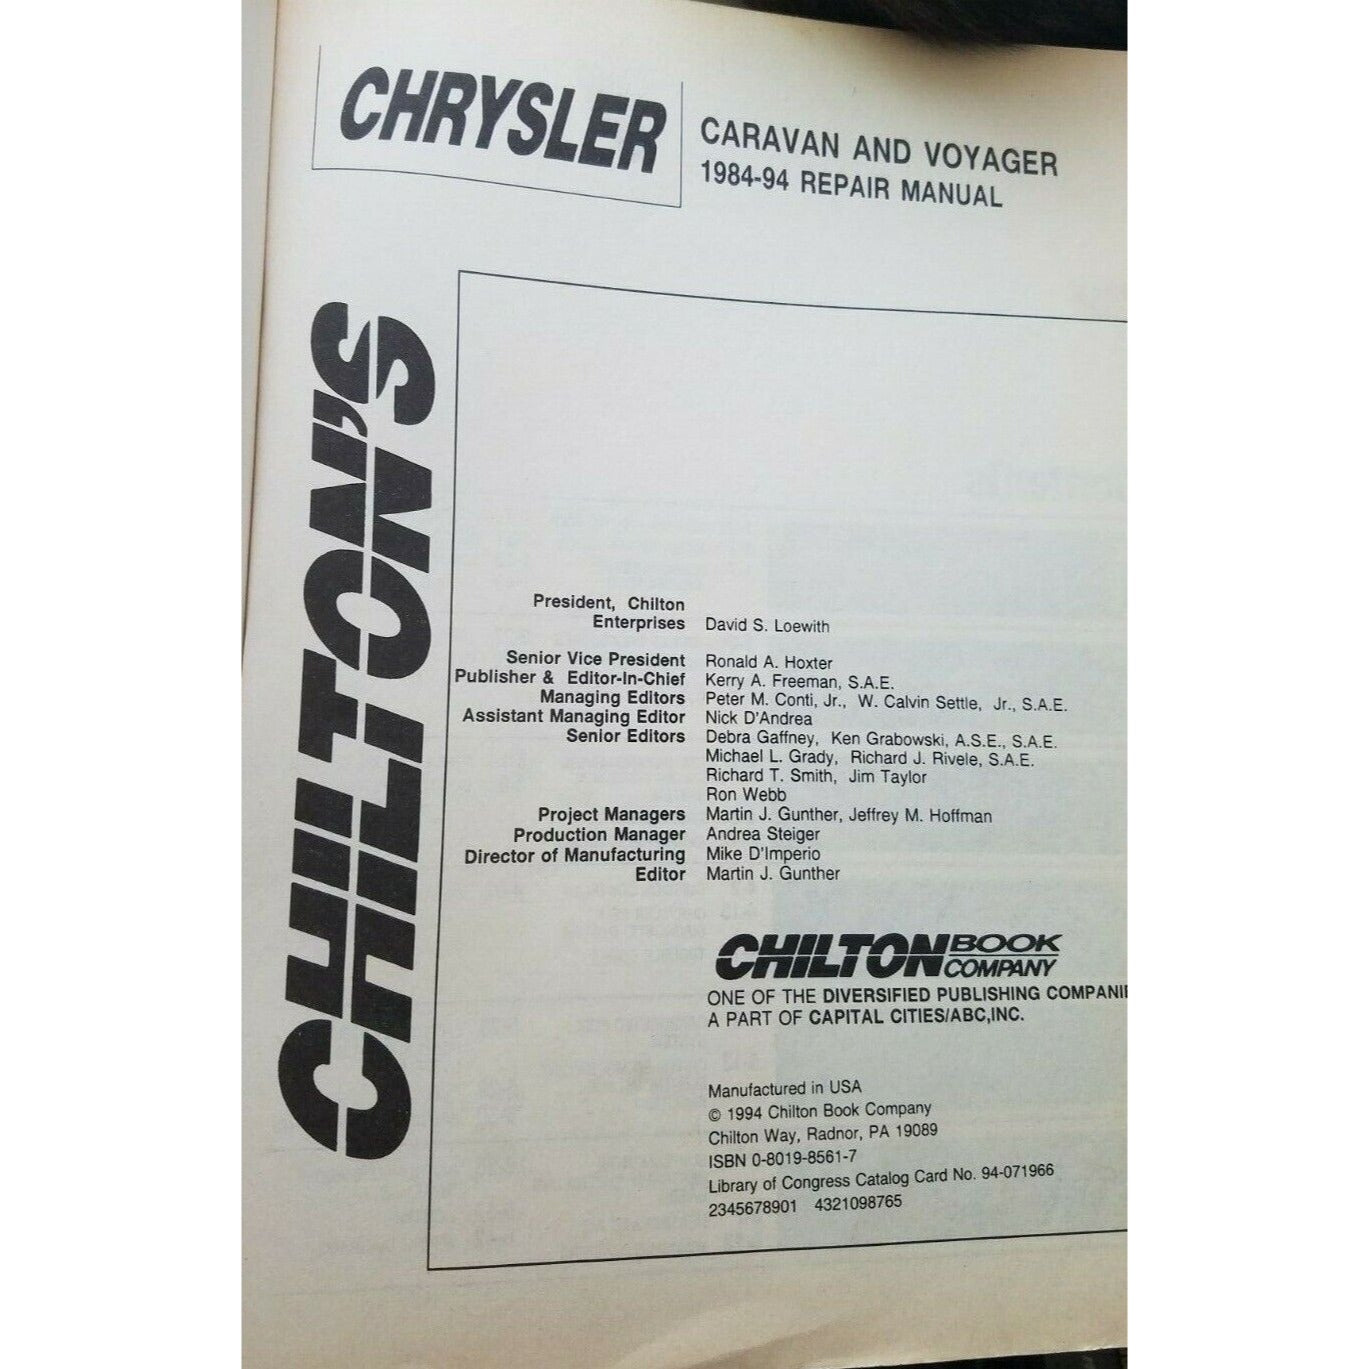 CHRYSLER
CARAVAN AND VOYAGER
1984-94 REPAIR MANUAL
CHILTON'S
President, Chilton
Enterprises David S. Loewith
Senior Vice President Ronald A. Hoxter
Publisher & Editor-In-Chief Kerry A. Freeman, S.A.E.
Managing Editors Peter M. Conti, Jr., W. Calvin Settle, Jr., S.A.E.
Assistant Managing Editor Nick D'Andrea
Senior Editors Debra Gaffney, Ken Grabowski, A.S.E., S.A.E.
Michael L. Grady, Richard J. Rivele, S.A.E.
Richard T. Smith, Jim Taylor
Ron Webb
Project Managers Martin J. Gunther, Jeffrey M. Hoffman
Production Manager Andrea Steiger
Director of Manufacturing Mike D'Imperio
Editor Martin J. Gunther
CHILTON BOOK COMPANY
ONE OF THE DIVERSIFIED PUBLISHING COMPANI
A PART OF CAPITAL CITIES/ABC,INC.
Manufactured in USA
© 1994 Chilton Book Company
Chilton Way, Radnor, PA 19089
ISBN 0-8019-8561-7
Library of Congress Catalog Card No. 94-071966
2345678901 4321098765